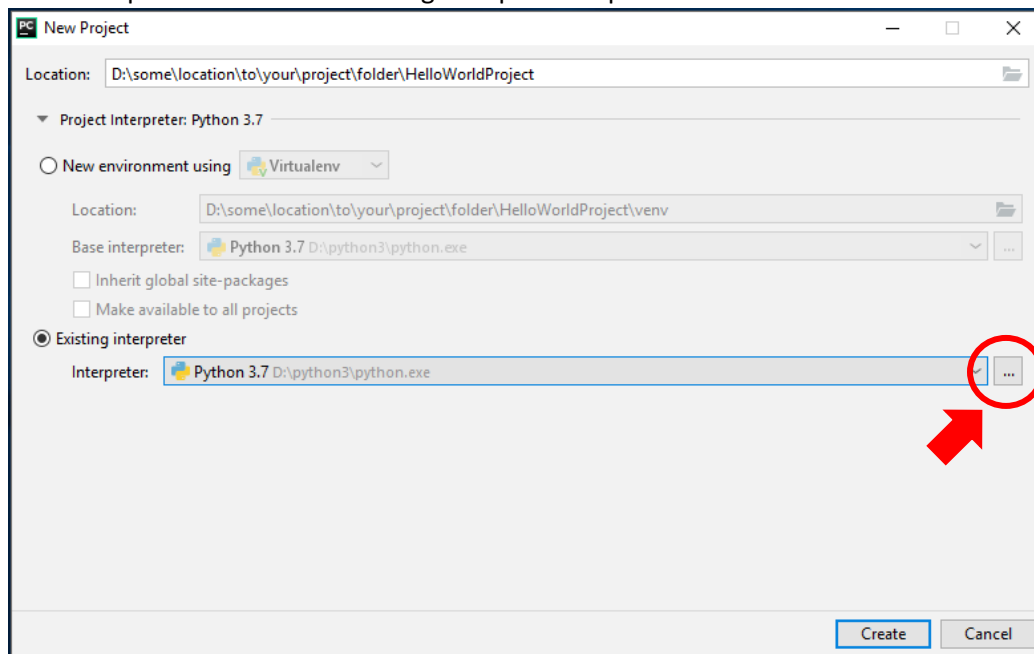 PC New Project
Location: D:\some\location\to\your\project\folder\HelloWorldProject
Project Interpreter: Python 3.7
New environment using Virtualenv
Location: D:\some\location\to\your\project\folder\HelloWorldProject\venv
Base interpreter: Python 3.7 D:\python3\python.exe ...
Inherit global site-packages
Make available to all projects
Existing interpreter
Interpreter: Python 3.7 D:\python3\python.exe ...
Create Cancel